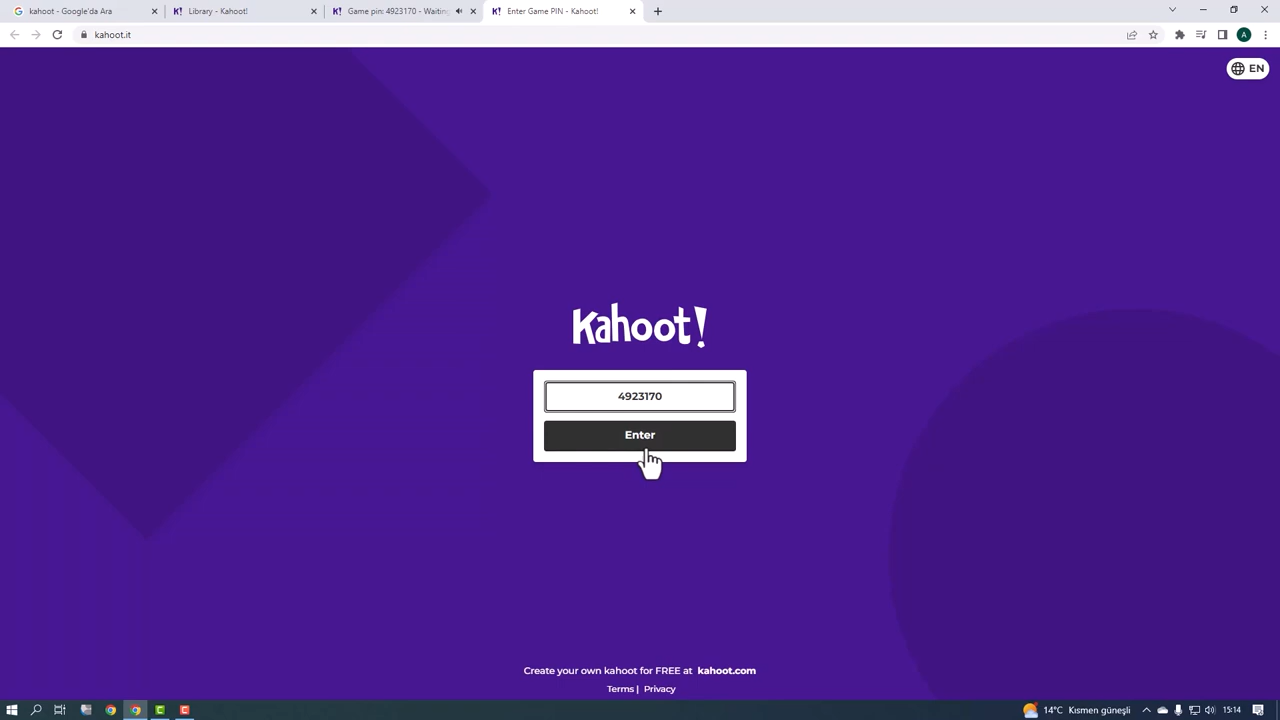 kahoot - Google'da Ara
Library - Kahoot!
Game pin: 4923170 - Waiting
Enter Game PIN - Kahoot!
kahoot.it
A
EN
Kahoot!
4923170
Enter
Create your own kahoot for FREE at kahoot.com
Terms | Privacy
14°C Kısmen güneşli
15:14